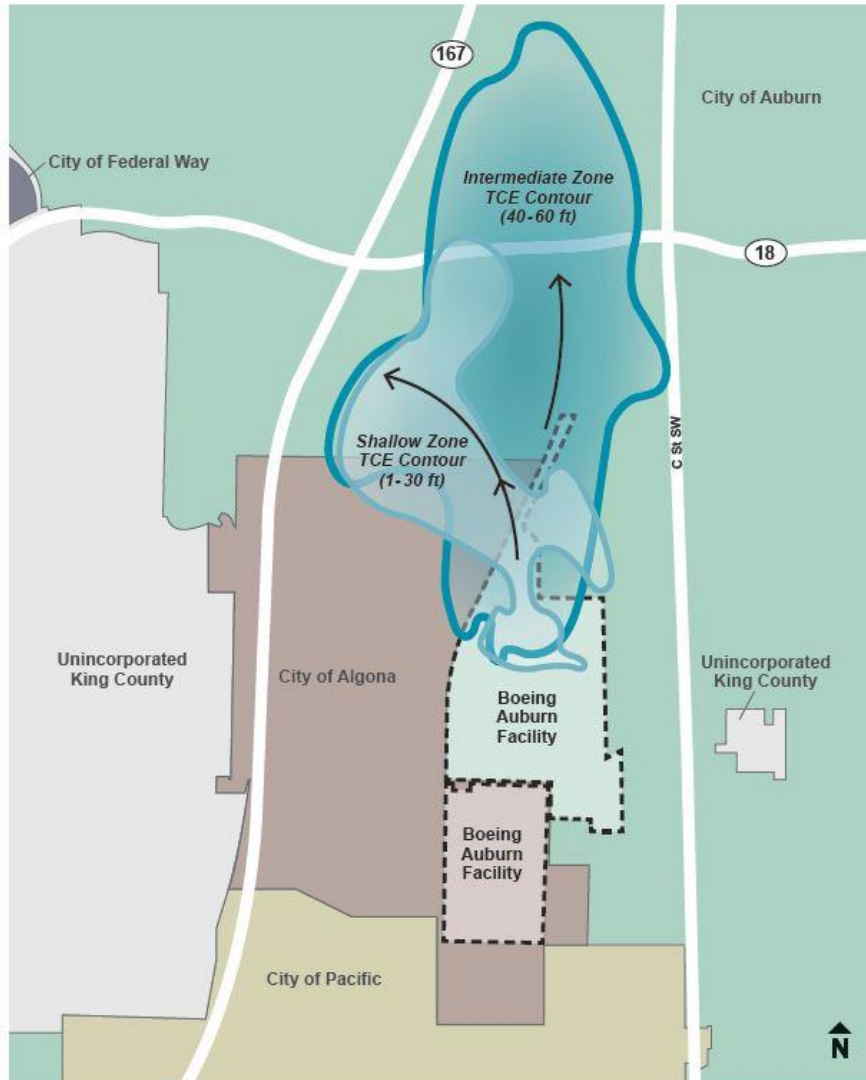 167
City of Auburn
City of Federal Way
Intermediate Zone
TCE Contour
(40-60 ft)
18
C St SW
Shallow Zone
TCE Contour
(1-30 ft)
Unincorporated
King County
City of Algona
Unincorporated
King County
Boeing
Auburn
Facility
Boeing
Auburn
Facility
City of Pacific
N